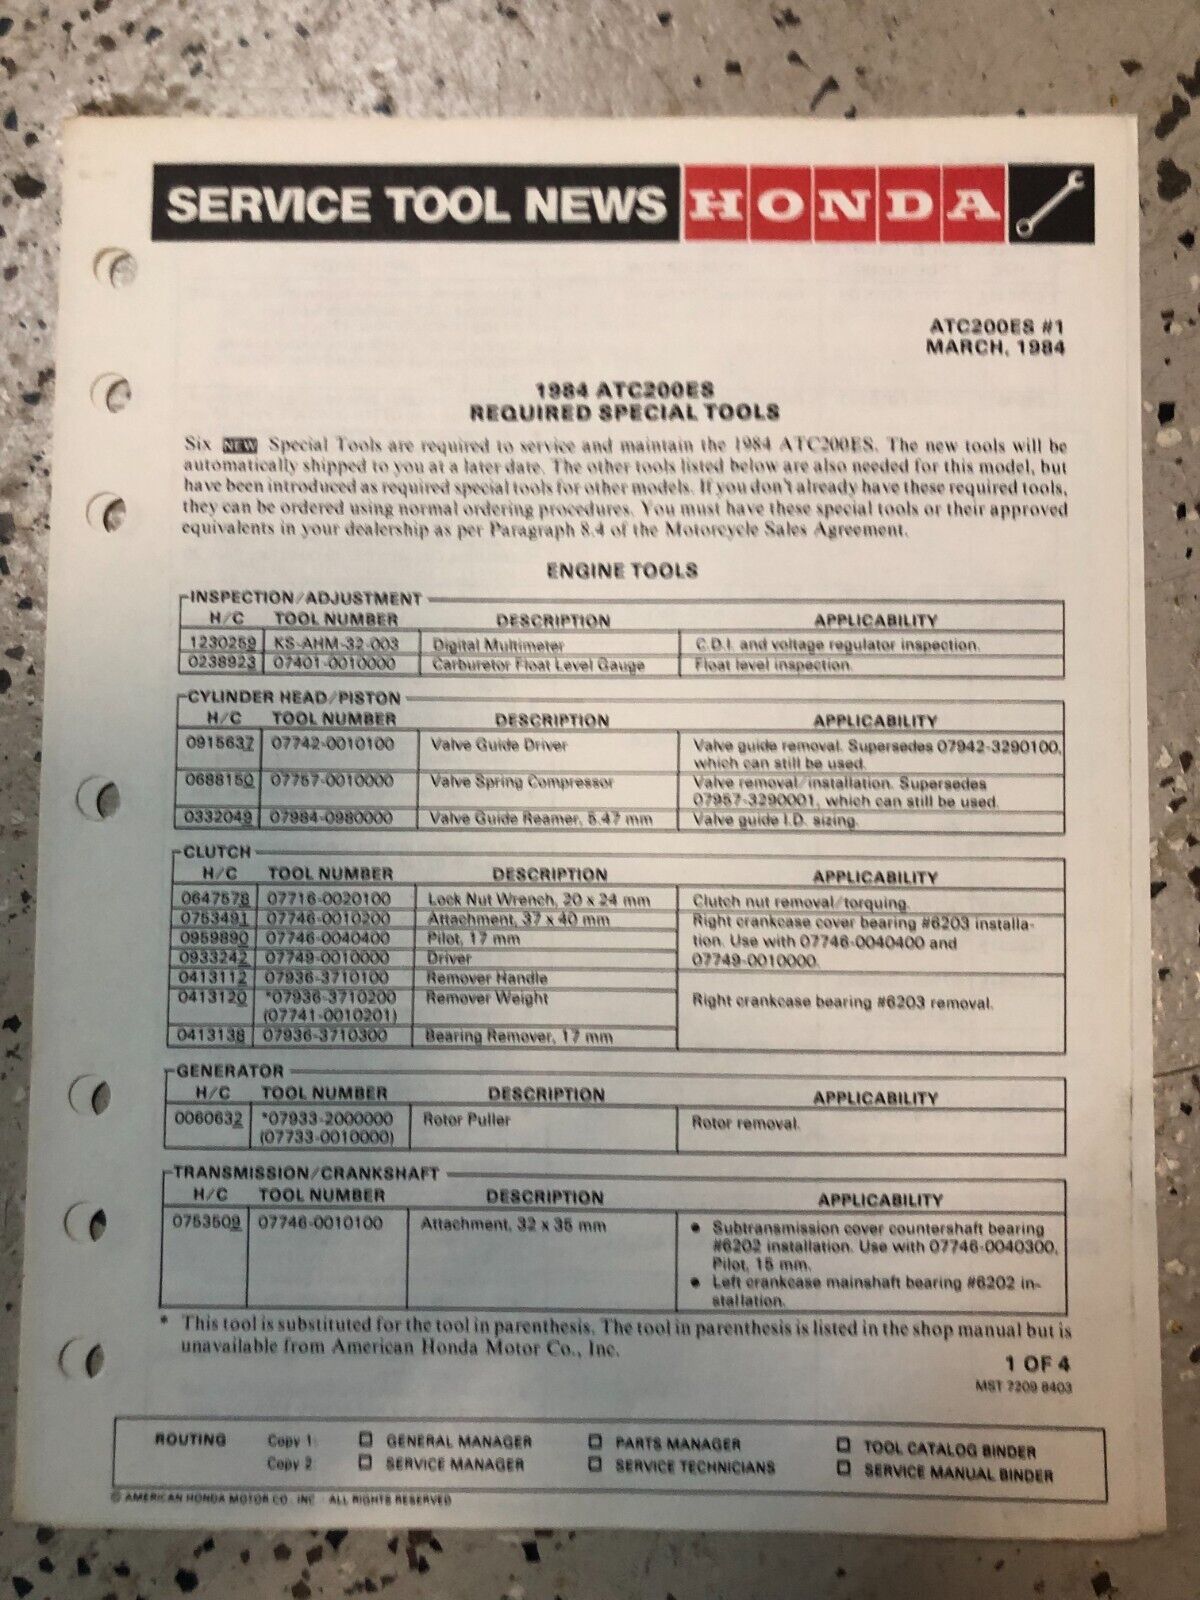 SERVICE TOOL NEWS HONDA
ATC200ES #1
MARCH, 1984
1984 ATC200ES
REQUIRED SPECIAL TOOLS
Six NEW Special Tools are required to service and maintain the 1984 ATC200ES. The new tools will be
automatically shipped to you at a later date. The other tools listed below are also needed for this model, but
have been introduced as required special tools for other models. If you don't already have these required tools,
they can be ordered using normal ordering procedures. You must have these special tools or their approved
equivalents in your dealership as per Paragraph 8.4 of the Motorcycle Sales Agreement.
ENGINE TOOLS
INSPECTION/ADJUSTMENT
H/C TOOL NUMBER DESCRIPTION APPLICABILITY
1230259 KS-AHM-32-003 Digital Multimeter C.D.I. and voltage regulator inspection.
0238923 07401-0010000 Carburetor Float Level Gauge Float level inspection.
CYLINDER HEAD/PISTON
H/C TOOL NUMBER DESCRIPTION APPLICABILITY
0915637 07742-0010100 Valve Guide Driver Valve guide removal. Supersedes 07942-3290100,
which can still be used.
0688150 07757-0010000 Valve Spring Compressor Valve removal/installation. Supersedes
07957-3290001, which can still be used.
0332049 07984-0980000 Valve Guide Reamer, 5.47 mm Valve guide I.D. sizing.
CLUTCH
H/C TOOL NUMBER DESCRIPTION APPLICABILITY
0647578 07716-0020100 Lock Nut Wrench, 20 x 24 mm Clutch nut removal/torquing.
0753491 07746-0010200 Attachment, 37 x 40 mm Right crankcase cover bearing #6203 installa-
0959890 07746-0040400 Pilot, 17 mm tion. Use with 07746-0040400 and
0933242 07749-0010000 Driver 07749-0010000.
0413112 07936-3710100 Remover Handle
0413120 *07936-3710200 Remover Weight Right crankcase bearing #6203 removal.
(07741-0010201)
0413138 07936-3710300 Bearing Remover, 17 mm
GENERATOR
H/C TOOL NUMBER DESCRIPTION APPLICABILITY
0060632 *07933-2000000 Rotor Puller Rotor removal.
(07733-0010000)
TRANSMISSION/CRANKSHAFT
H/C TOOL NUMBER DESCRIPTION APPLICABILITY
0753509 07746-0010100 Attachment, 32 x 35 mm • Subtransmission cover countershaft bearing
#6202 installation. Use with 07746-0040300,
Pilot, 15 mm.
• Left crankcase mainshaft bearing #6202 in-
stallation.
* This tool is substituted for the tool in parenthesis. The tool in parenthesis is listed in the shop manual but is
unavailable from American Honda Motor Co., Inc.
1 OF 4
MST 7209 8403
ROUTING Copy 1: GENERAL MANAGER PARTS MANAGER TOOL CATALOG BINDER
Copy 2: SERVICE MANAGER SERVICE TECHNICIANS SERVICE MANUAL BINDER
© AMERICAN HONDA MOTOR CO., INC. - ALL RIGHTS RESERVED